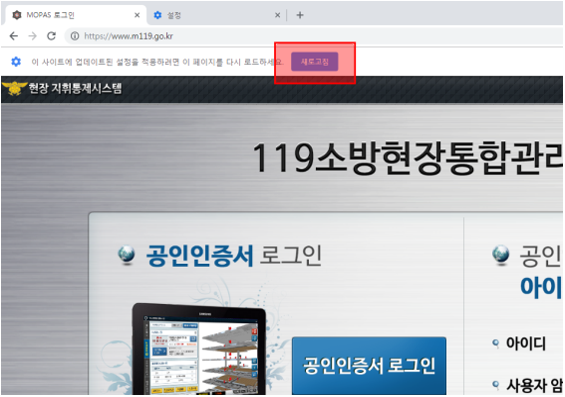 MOPAS 로그인
설정
https://www.m119.go.kr
이 사이트에 업데이트된 설정을 적용하려면 이 페이지를 다시 로드하세요.
새로고침
현장 지휘통제시스템
119소방현장통합관리
공인인증서 로그인
공인
아이
SAMSUNG
공인인증서 로그인
아이디
사용자 암